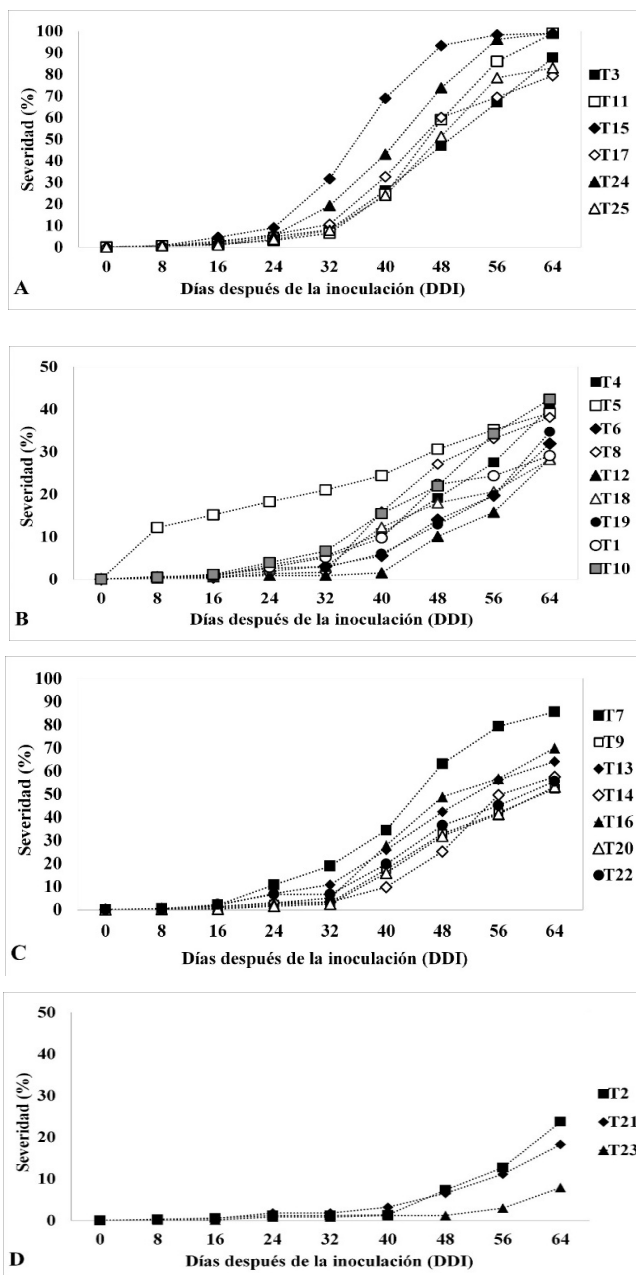 100
90
80
70
60
50
40
30
20
10
0
Severidad (%)
0 8 16 24 32 40 48 56 64
Días después de la inoculación (DDI)
T3
T11
T15
T17
T24
T25
A
50
40
30
20
10
0
Severidad (%)
0 8 16 24 32 40 48 56 64
Días después de la inoculación (DDI)
T4
T5
T6
T8
T12
T18
T19
T1
T10
B
100
90
80
70
60
50
40
30
20
10
0
Severidad (%)
0 8 16 24 32 40 48 56 64
Días después de la inoculación (DDI)
T7
T9
T13
T14
T16
T20
T22
C
50
40
30
20
10
0
Severidad (%)
0 8 16 24 32 40 48 56 64
Días después de la inoculación (DDI)
T2
T21
T23
D